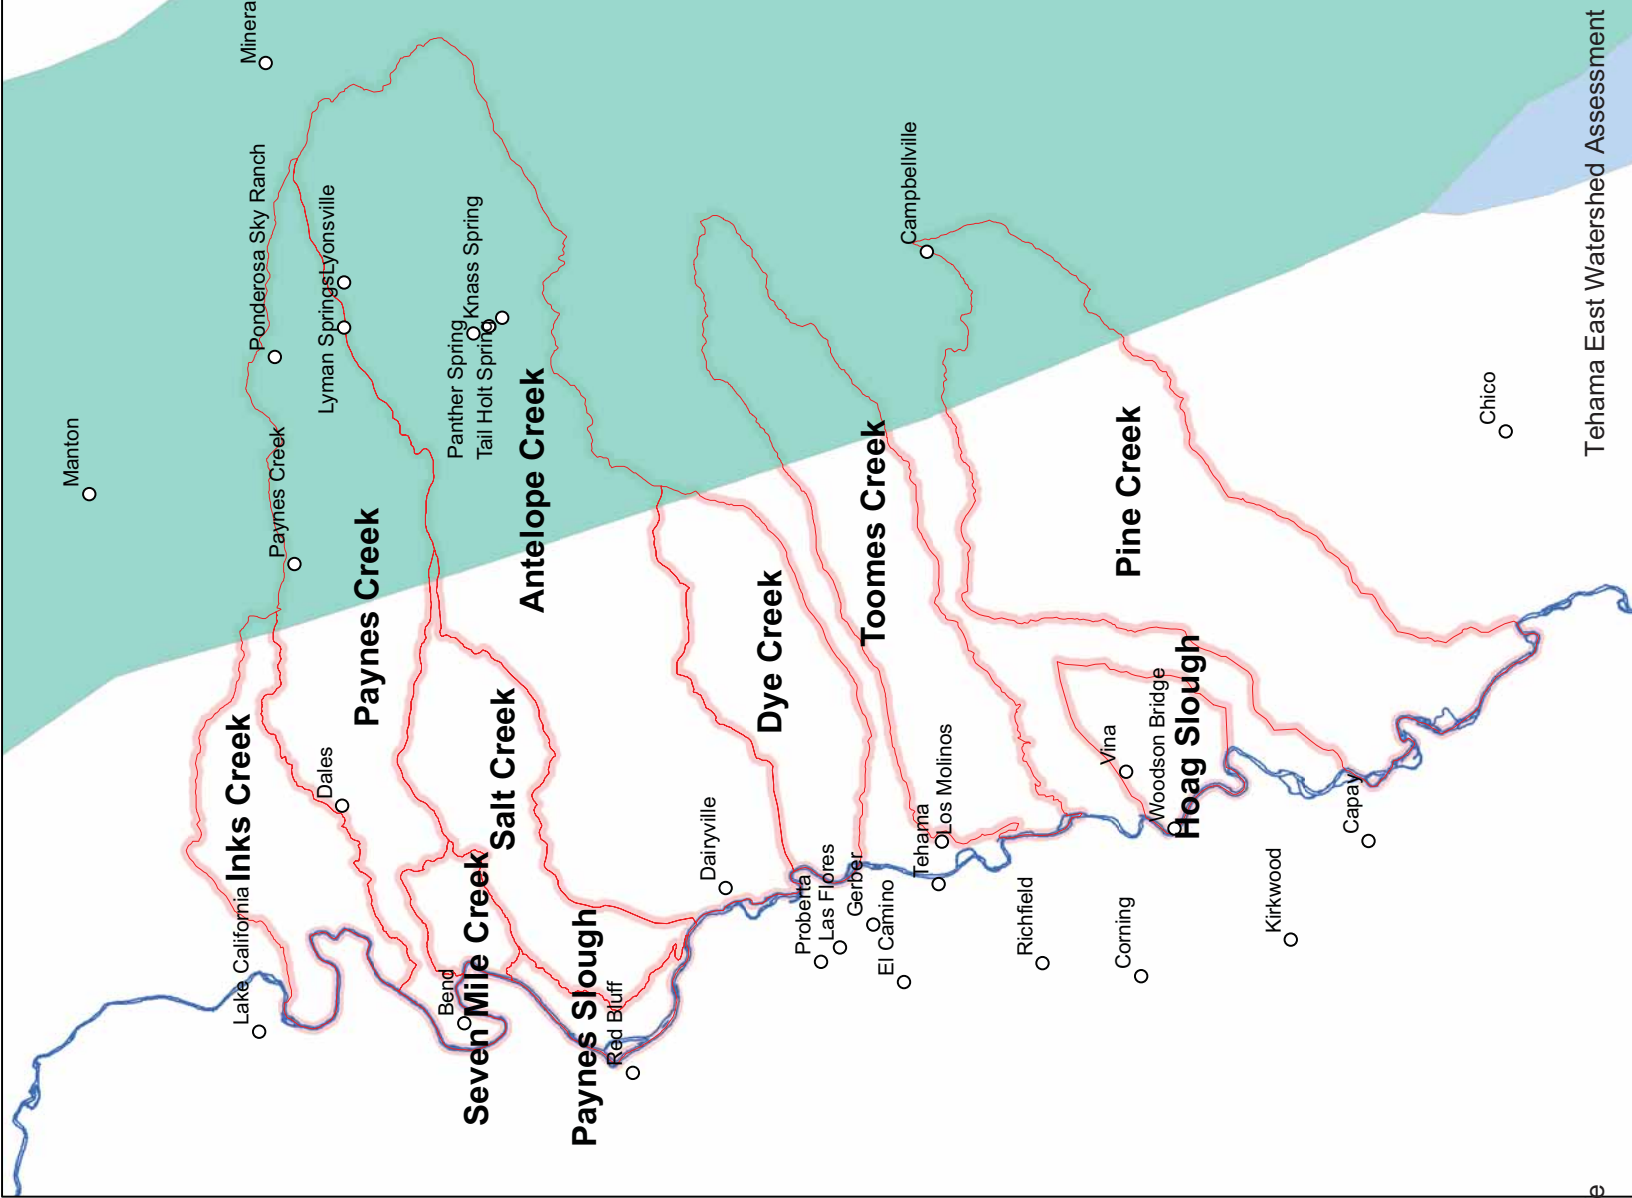 Minera
Manton
Ponderosa Sky Ranch
Lyonsville
Lyman Springs
Paynes Creek
Knass Spring
Panther Spring
Tail Holt Spring
Campbellville
Antelope Creek
Paynes Creek
Toomes Creek
Pine Creek
Chico
Dye Creek
Inks Creek
Dales
Salt Creek
Hoag Slough
Woodson Bridge
Vina
Los Molinos
Tehama
Dairyville
Capay
Lake California
Seven Mile Creek
Bend
Paynes Slough
Red Bluff
Proberta
Las Flores
Gerber
El Camino
Richfield
Corning
Kirkwood
Tehama East Watershed Assessment
e